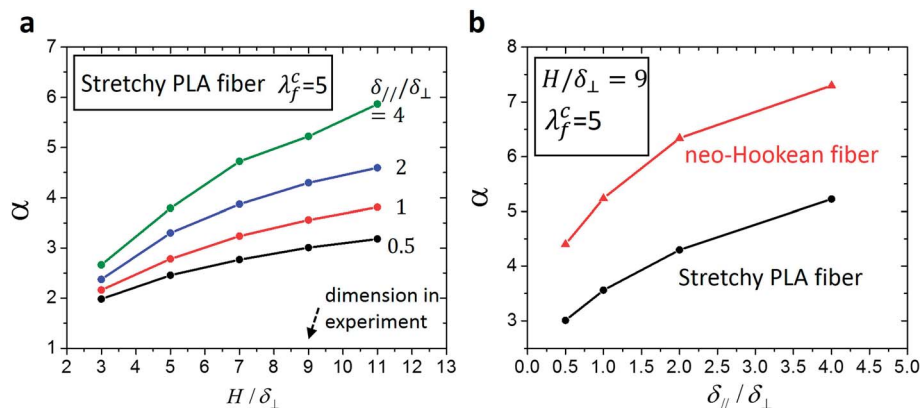 a
Stretchy PLA fiber λ_f^c=5
δ_///δ_⊥
= 4
2
1
0.5
dimension in
experiment
α
7
6
5
4
3
2
1
2 3 4 5 6 7 8 9 10 11 12 13
H/δ_⊥
b
H/δ_⊥ = 9
λ_f^c=5
neo-Hookean fiber
Stretchy PLA fiber
α
8
7
6
5
4
3
0.0 0.5 1.0 1.5 2.0 2.5 3.0 3.5 4.0 4.5 5.0
δ_///δ_⊥